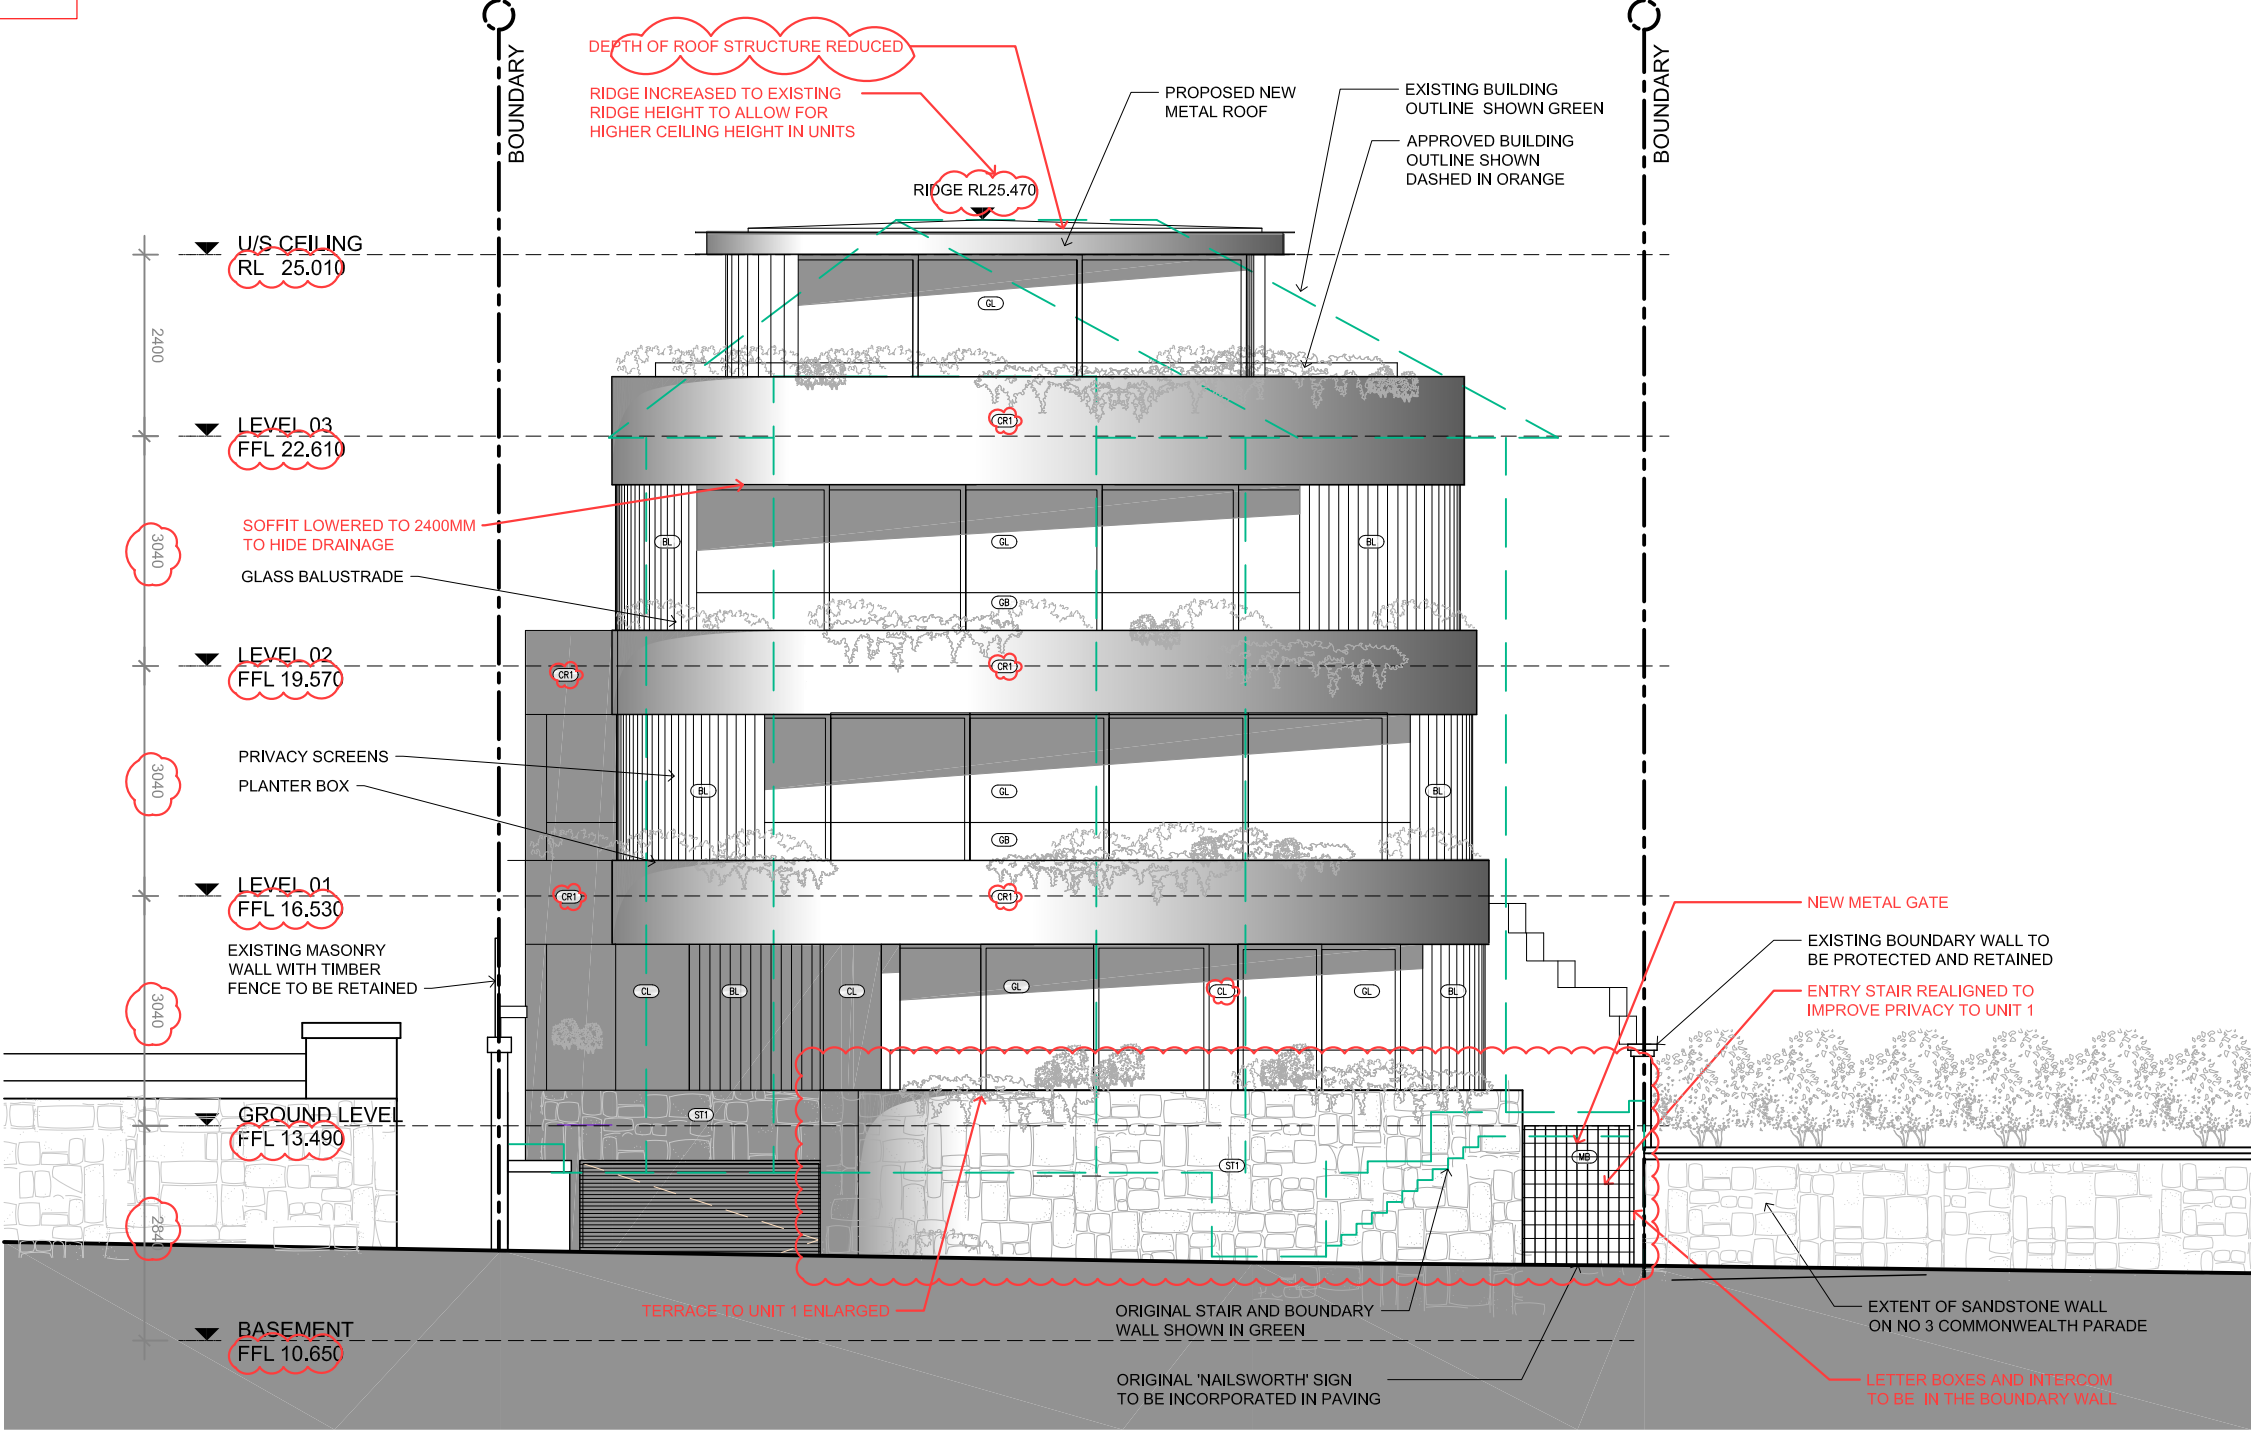 BOUNDARY
DEPTH OF ROOF STRUCTURE REDUCED
RIDGE INCREASED TO EXISTING
RIDGE HEIGHT TO ALLOW FOR
HIGHER CEILING HEIGHT IN UNITS
PROPOSED NEW
METAL ROOF
EXISTING BUILDING
OUTLINE SHOWN GREEN
APPROVED BUILDING
OUTLINE SHOWN
DASHED IN ORANGE
BOUNDARY
RIDGE RL25.470
U/S CEILING
RL 25.010
GL
2400
LEVEL 03
FFL 22.610
CR1
SOFFIT LOWERED TO 2400MM
TO HIDE DRAINAGE
3040
BL
GL
BL
GLASS BALUSTRADE
GB
LEVEL 02
FFL 19.570
CR1
CR1
PRIVACY SCREENS
PLANTER BOX
3040
BL
GL
BL
GB
LEVEL 01
FFL 16.530
CR1
CR1
NEW METAL GATE
EXISTING MASONRY
WALL WITH TIMBER
FENCE TO BE RETAINED
EXISTING BOUNDARY WALL TO
BE PROTECTED AND RETAINED
3040
CL
BL
CL
GL
CL
GL
BL
ENTRY STAIR REALIGNED TO
IMPROVE PRIVACY TO UNIT 1
GROUND LEVEL
FFL 13.490
ST1
ST1
MB
2840
TERRACE TO UNIT 1 ENLARGED
ORIGINAL STAIR AND BOUNDARY
WALL SHOWN IN GREEN
EXTENT OF SANDSTONE WALL
ON NO 3 COMMONWEALTH PARADE
BASEMENT
FFL 10.650
ORIGINAL 'NAILSWORTH' SIGN
TO BE INCORPORATED IN PAVING
LETTER BOXES AND INTERCOM
TO BE IN THE BOUNDARY WALL